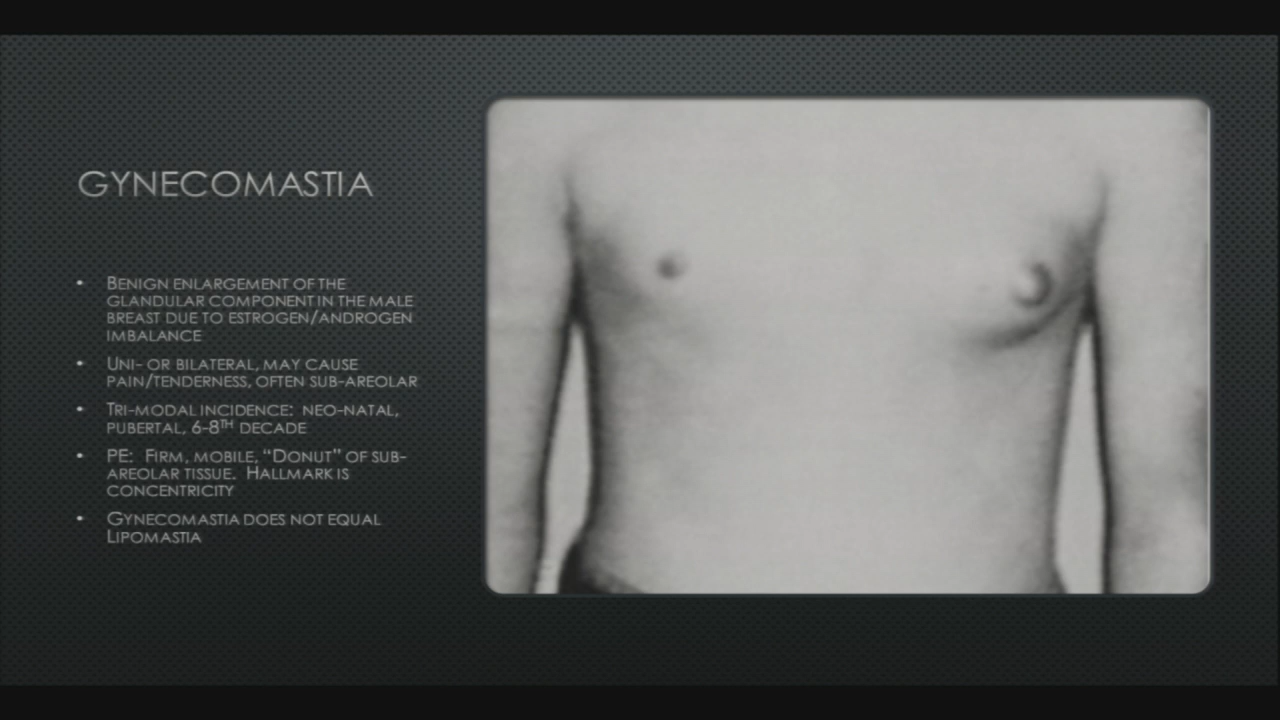 GYNECOMASTIA
• BENIGN ENLARGEMENT OF THE
GLANDULAR COMPONENT IN THE MALE
BREAST DUE TO ESTROGEN/ANDROGEN
IMBALANCE
• UNI- OR BILATERAL, MAY CAUSE
PAIN/TENDERNESS, OFTEN SUB-AREOLAR
• TRI-MODAL INCIDENCE: NEO-NATAL,
PUBERTAL, 6-8TH DECADE
• PE: FIRM, MOBILE, “DONUT” OF SUB-
AREOLAR TISSUE. HALLMARK IS
CONCENTRICITY
• GYNECOMASTIA DOES NOT EQUAL
LIPOMASTIA